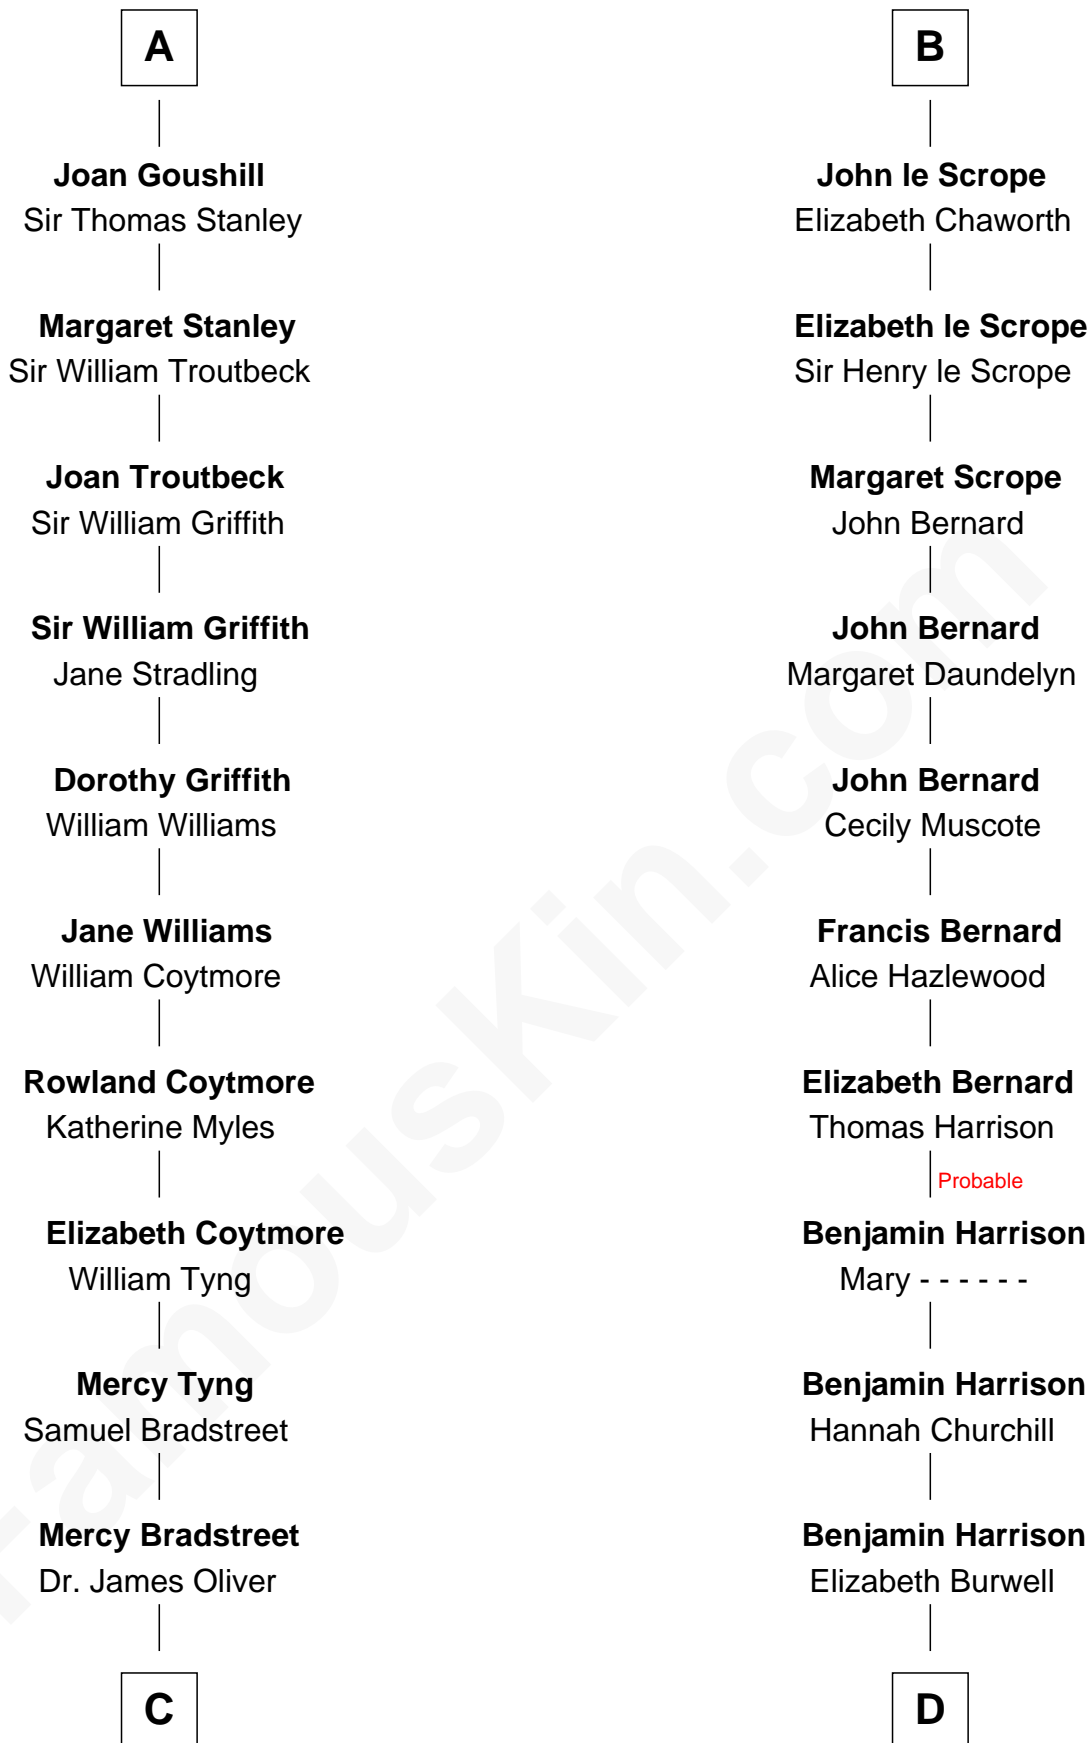 A
Joan Goushill
Sir Thomas Stanley
Margaret Stanley
Sir William Troutbeck
Joan Troutbeck
Sir William Griffith
Sir William Griffith
Jane Stradling
Dorothy Griffith
William Williams
Jane Williams
William Coytmore
Rowland Coytmore
Katherine Myles
Elizabeth Coytmore
William Tyng
Mercy Tyng
Samuel Bradstreet
Mercy Bradstreet
Dr. James Oliver
C
B
John le Scrope
Elizabeth Chaworth
Elizabeth le Scrope
Sir Henry le Scrope
Margaret Scrope
John Bernard
John Bernard
Margaret Daundelyn
John Bernard
Cecily Muscote
Francis Bernard
Alice Hazlewood
Elizabeth Bernard
Thomas Harrison
Probable
Benjamin Harrison
Mary - - - - - -
Benjamin Harrison
Hannah Churchill
Benjamin Harrison
Elizabeth Burwell
D
FamousKin.com